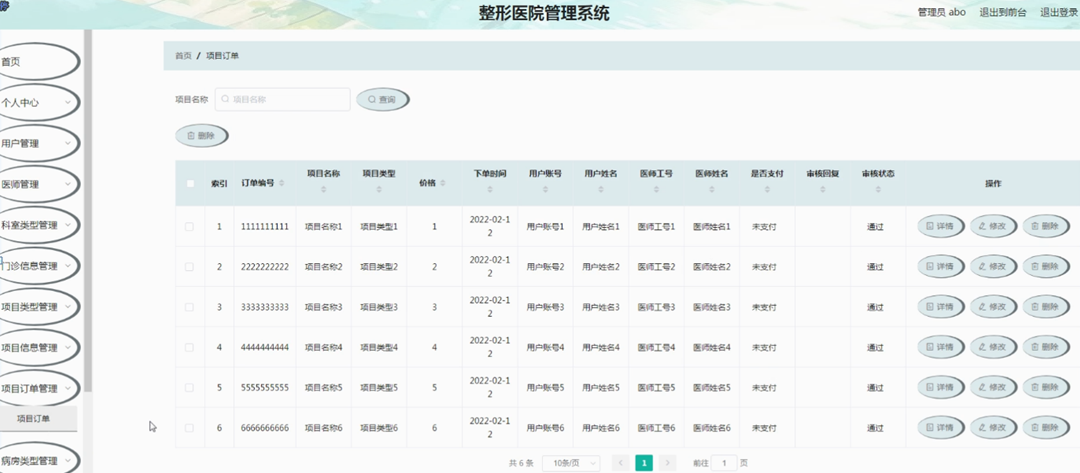 整形医院管理系统
管理员 abo 退出到前台 退出登录
首页
个人中心
用户管理
医师管理
科室类型管理
门诊信息管理
项目类型管理
项目信息管理
项目订单管理
项目订单
病房类型管理
首页 / 项目订单
项目名称 项目名称 查询
删除
索引 订单编号 项目名称 项目类型 价格 下单时间 用户账号 用户姓名 医师工号 医师姓名 是否支付 审核回复 审核状态 操作
1 1111111111 项目名称1 项目类型1 1 2022-02-12 用户账号1 用户姓名1 医师工号1 医师姓名1 未支付 通过 详情 修改 删除
2 2222222222 项目名称2 项目类型2 2 2022-02-12 用户账号2 用户姓名2 医师工号2 医师姓名2 未支付 通过 详情 修改 删除
3 3333333333 项目名称3 项目类型3 3 2022-02-12 用户账号3 用户姓名3 医师工号3 医师姓名3 未支付 通过 详情 修改 删除
4 4444444444 项目名称4 项目类型4 4 2022-02-12 用户账号4 用户姓名4 医师工号4 医师姓名4 未支付 通过 详情 修改 删除
5 5555555555 项目名称5 项目类型5 5 2022-02-12 用户账号5 用户姓名5 医师工号5 医师姓名5 未支付 通过 详情 修改 删除
6 6666666666 项目名称6 项目类型6 6 2022-02-12 用户账号6 用户姓名6 医师工号6 医师姓名6 未支付 通过 详情 修改 删除
共 6 条 10条/页 1 前往 1 页